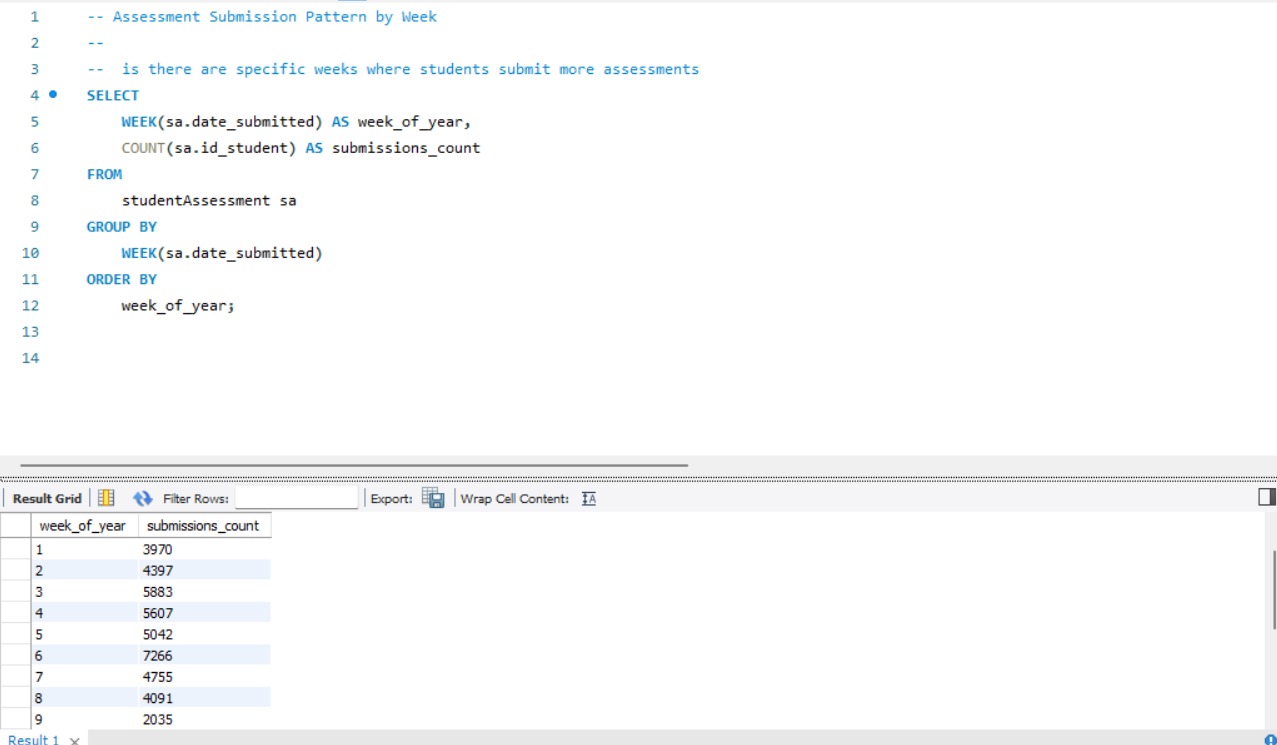 1 -- Assessment Submission Pattern by Week
2 --
3 --  is there are specific weeks where students submit more assessments
4 SELECT
5 WEEK(sa.date_submitted) AS week_of_year,
6 COUNT(sa.id_student) AS submissions_count
7 FROM
8 studentAssessment sa
9 GROUP BY
10 WEEK(sa.date_submitted)
11 ORDER BY
12 week_of_year;
13
14
Result Grid Filter Rows: Export: Wrap Cell Content: IA
week_of_year submissions_count
1 3970
2 4397
3 5883
4 5607
5 5042
6 7266
7 4755
8 4091
9 2035
Result 1 ×